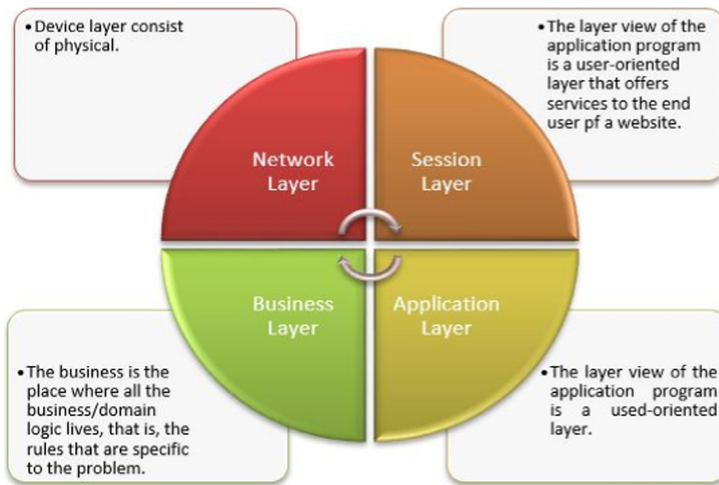 • Device layer consist
of physical.
• The layer view of the
application program
is a user-oriented
layer that offers
services to the end
user pf a website.
Network
Layer
Session
Layer
Business
Layer
Application
Layer
• The business is the
place where all the
business/domain
logic lives, that is, the
rules that are specific
to the problem.
• The layer view of the
application program
is a used-oriented
layer.